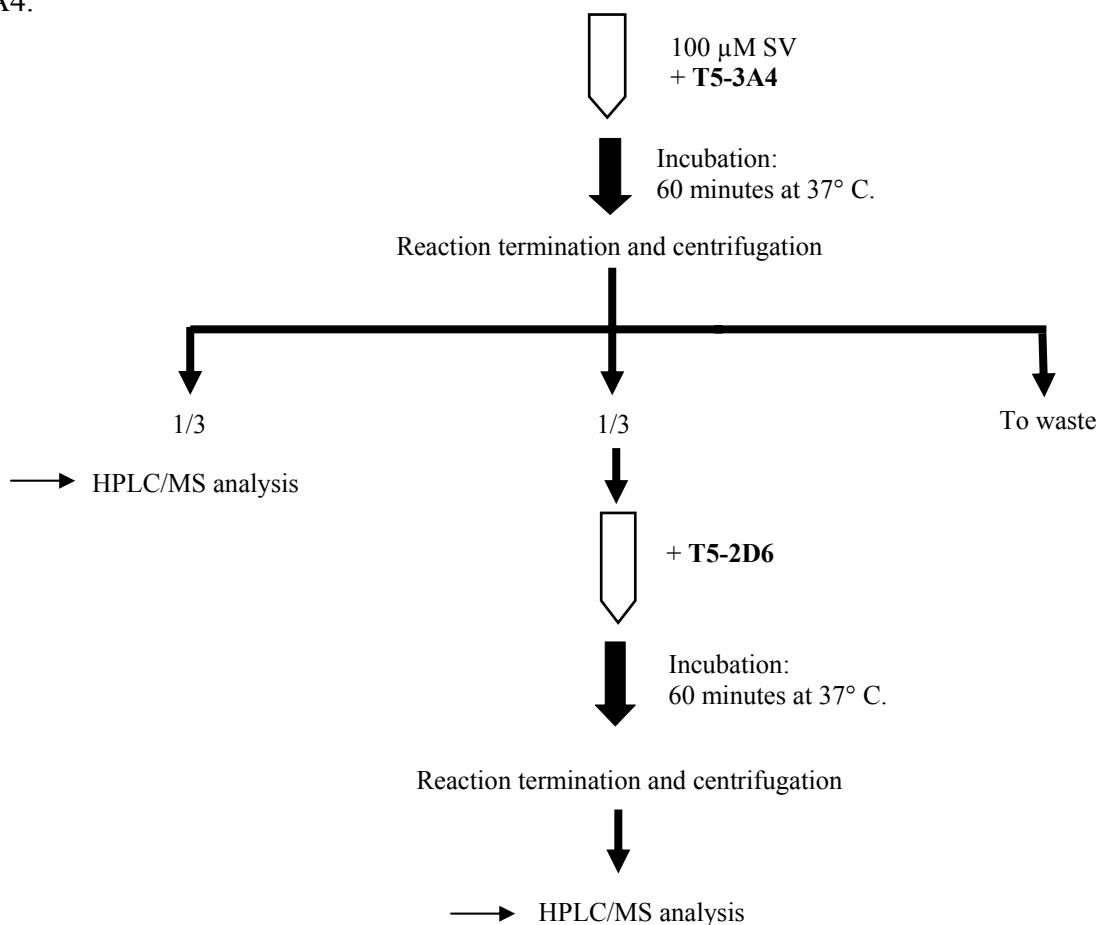 A4.
100 µM SV
+ T5-3A4
Incubation:
60 minutes at 37° C.
Reaction termination and centrifugation
1/3
1/3
To waste
HPLC/MS analysis
+ T5-2D6
Incubation:
60 minutes at 37° C.
Reaction termination and centrifugation
HPLC/MS analysis